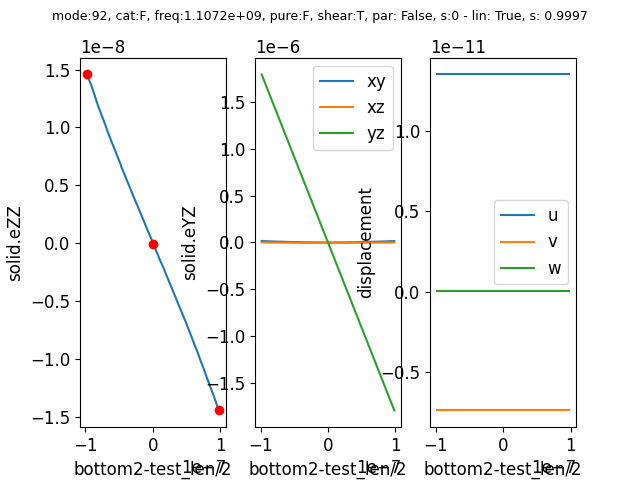 mode:92, cat:F, freq:1.1072e+09, pure:F, shear:T, par: False, s:0 - lin: True, s: 0.9997
1e−8
1.5
1.0
0.5
0.0
−0.5
−1.0
−1.5
solid.eZZ
−1
0
1
1e−7
bottom2-test_len/2
1e−6
1.5
1.0
0.5
0.0
−0.5
−1.0
−1.5
solid.eYZ
xy
xz
yz
−1
0
1
1e−7
bottom2-test_len/2
1e−11
1.0
0.5
0.0
−0.5
displacement
u
v
w
−1
0
1
1e−7
bottom2-test_len/2